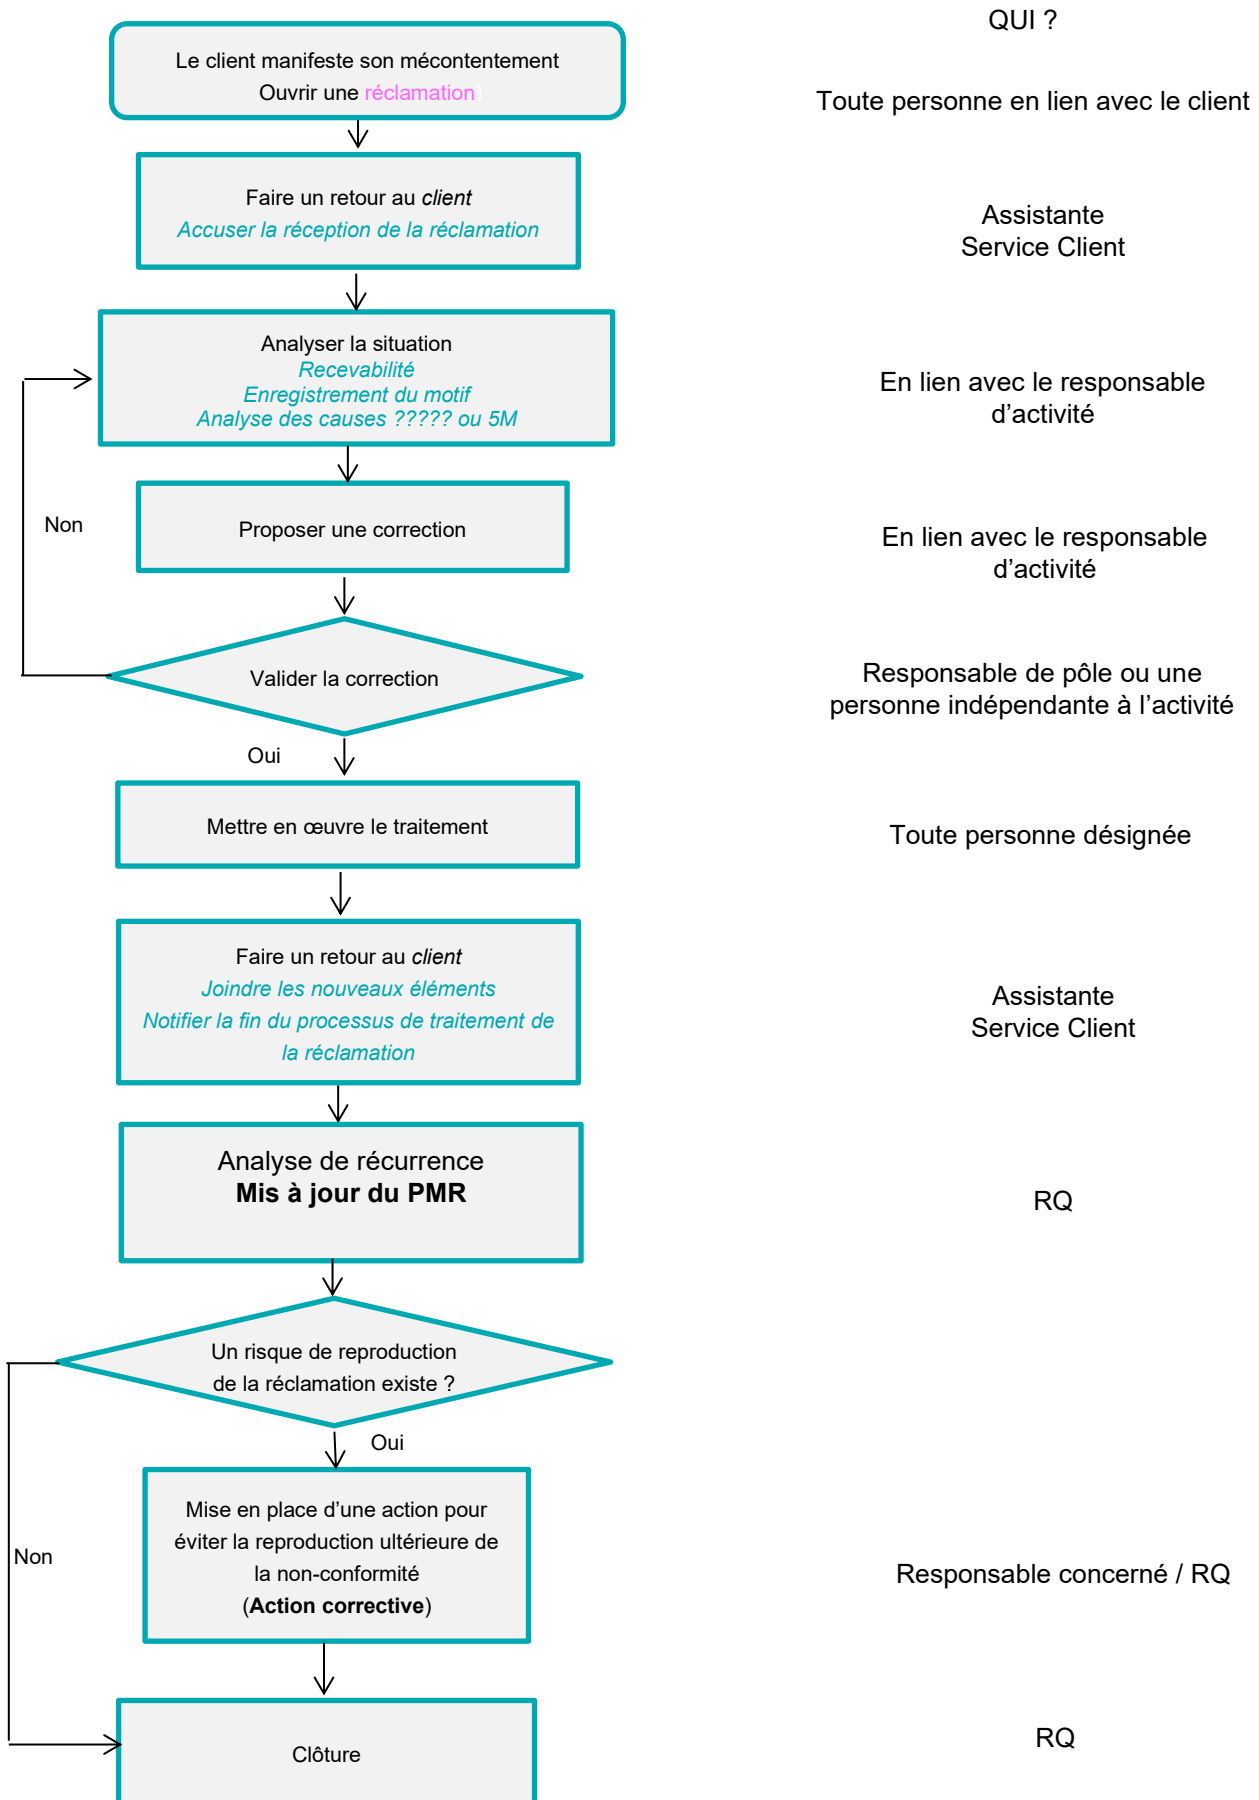 QUI ?
Le client manifeste son mécontentement
Ouvrir une réclamation)
Toute personne en lien avec le client
Faire un retour au client
Accuser la réception de la réclamation
Assistante
Service Client
Analyser la situation
Recevabilité
Enregistrement du motif
Analyse des causes ????? ou 5M
En lien avec le responsable
d’activité
Non
Proposer une correction
En lien avec le responsable
d’activité
Valider la correction
Responsable de pôle ou une
personne indépendante à l’activité
Oui
Mettre en œuvre le traitement
Toute personne désignée
Faire un retour au client
Joindre les nouveaux éléments
Notifier la fin du processus de traitement de
la réclamation
Assistante
Service Client
Analyse de récurrence
Mis à jour du PMR
RQ
Un risque de reproduction
de la réclamation existe ?
Oui
Mise en place d’une action pour
éviter la reproduction ultérieure de
la non-conformité
(Action corrective)
Non
Responsable concerné / RQ
Clôture
RQ